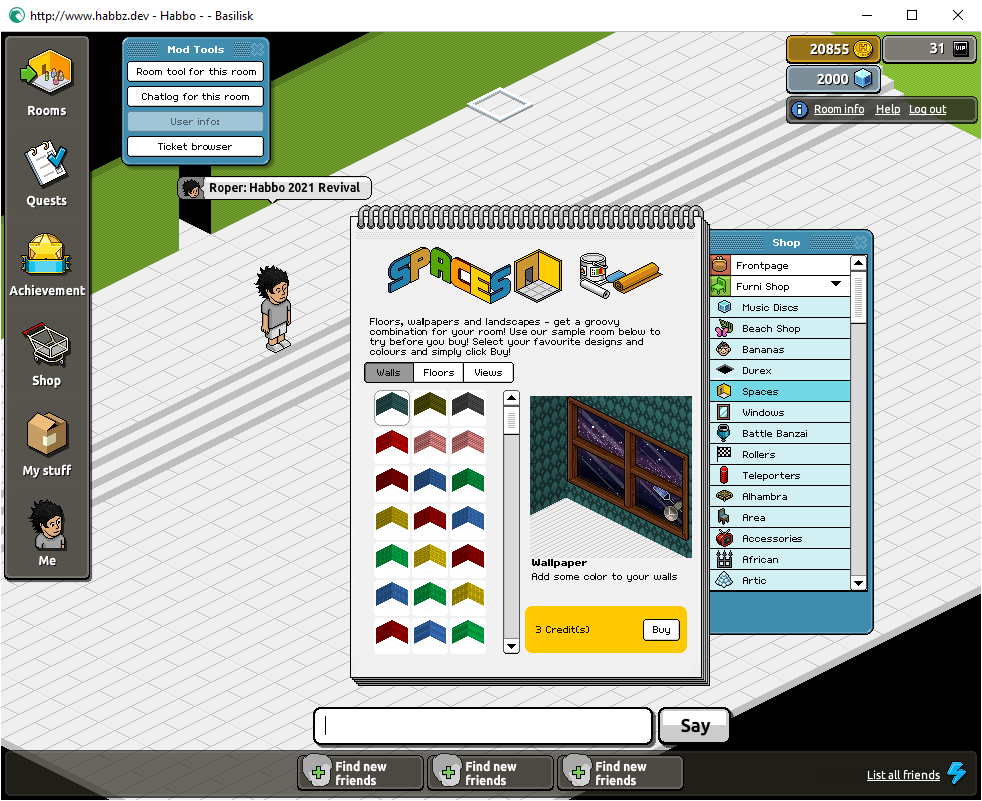 http://www.habbz.dev - Habbo - - Basilisk
Rooms
Quests
Achievement
Shop
My stuff
Me
Mod Tools
Room tool for this room
Chatlog for this room
User info:
Ticket browser
20855
31
VIP
2000
Room info Help Log out
Roper: Habbo 2021 Revival
SPACES
Floors, wallpapers and landscapes - get a groovy
combination for your room! Use our sample room below to
try before you buy! Select your favourite designs and
colours and simply click Buy!
Walls Floors Views
Wallpaper
Add some color to your walls
3 Credit(s)
Buy
Shop
Frontpage
Furni Shop
Music Discs
Beach Shop
Bananas
Durex
Spaces
Windows
Battle Banzai
Rollers
Teleporters
Alhambra
Area
Accessories
African
Artic
Say
Find new
friends
Find new
friends
Find new
friends
List all friends